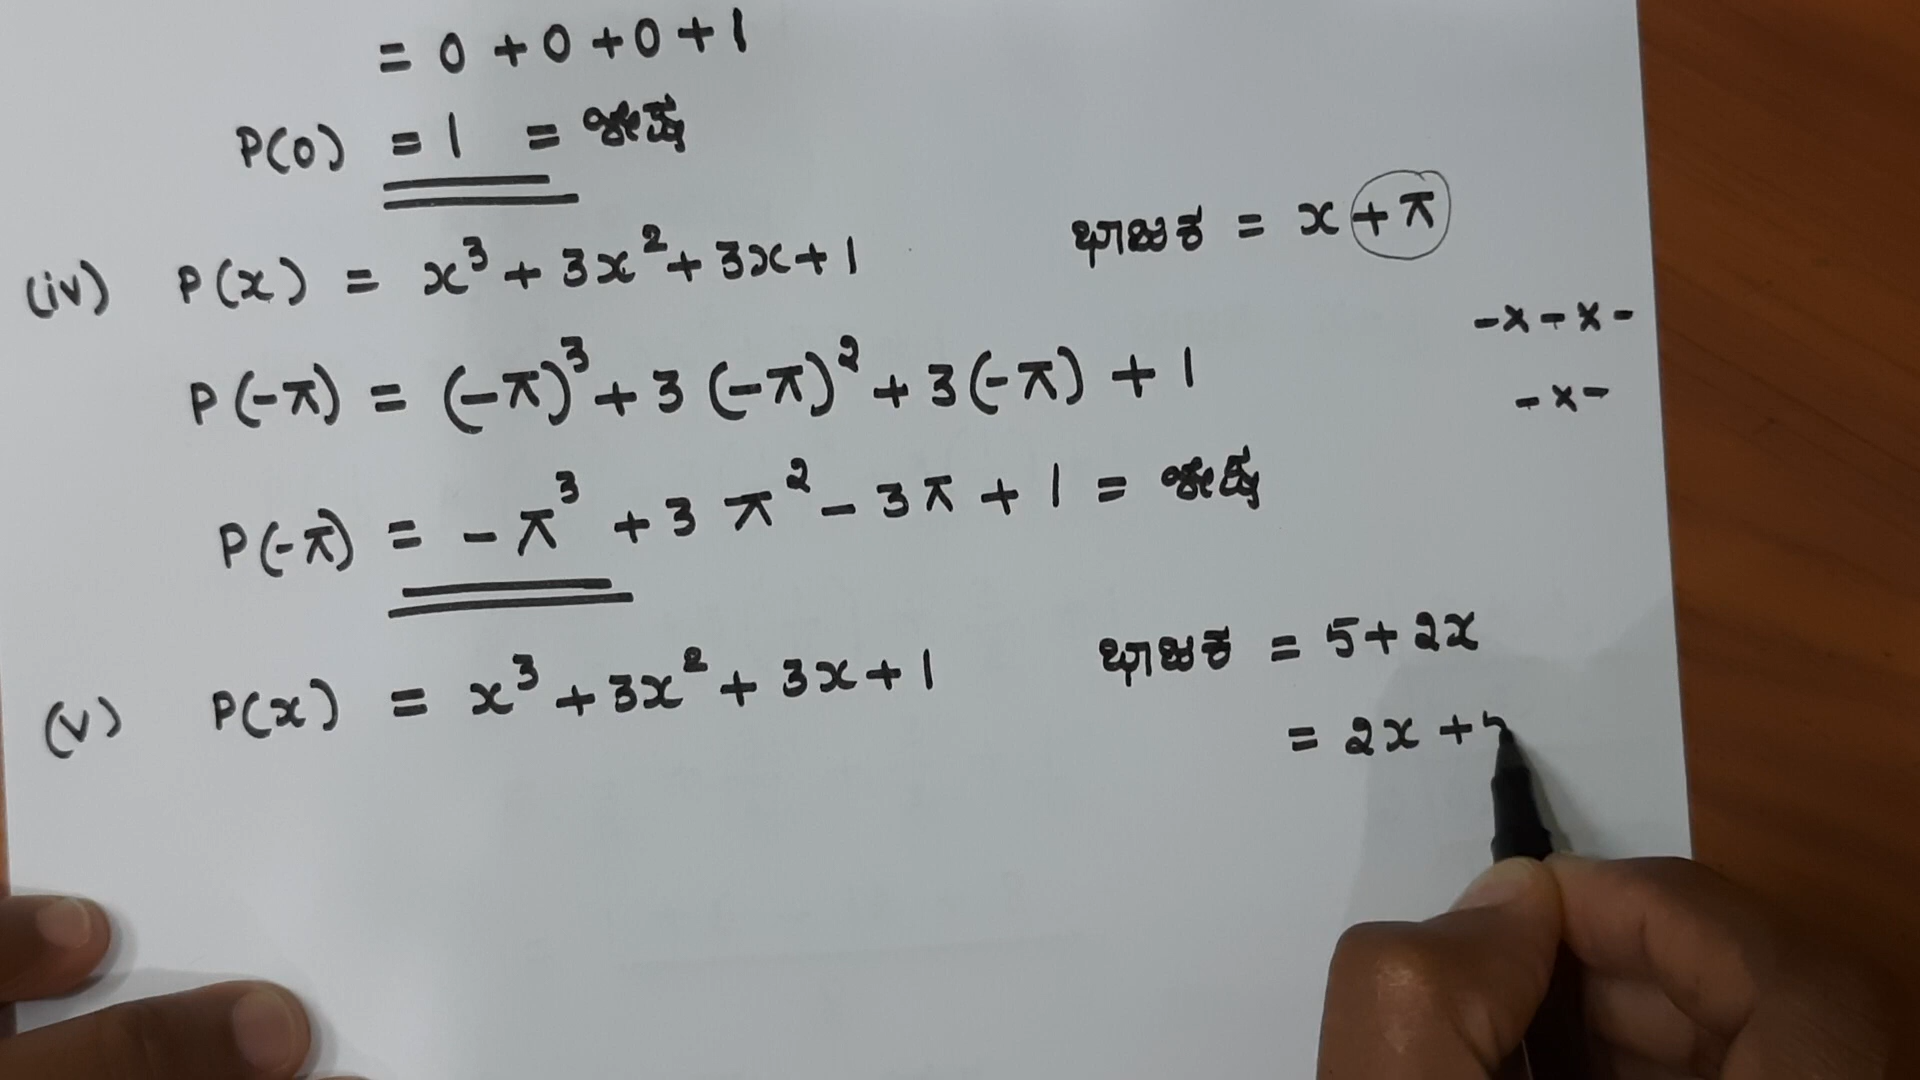 = 0 + 0 + 0 + 1
P(0) = 1 = ಶೇಷ
(iv) P(x) = x³ + 3x² + 3x + 1 ಭಾಜಕ = x + π
- x - x -
P(-π) = (-π)³ + 3(-π)² + 3(-π) + 1
- x -
P(-π) = -π³ + 3π² - 3π + 1 = ಶೇಷ
(v) P(x) = x³ + 3x² + 3x + 1 ಭಾಜಕ = 5 + 2x
= 2x +